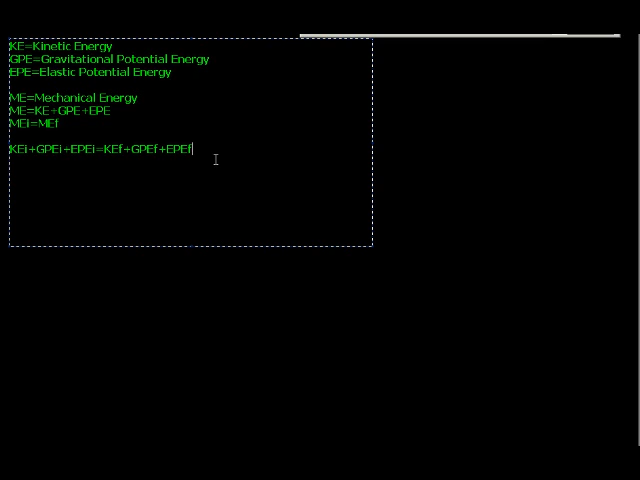 KE=Kinetic Energy
GPE=Gravitational Potential Energy
EPE=Elastic Potential Energy
ME=Mechanical Energy
ME=KE+GPE+EPE
MEi=MEf
KEi+GPEi+EPEi=KEf+GPEf+EPEf